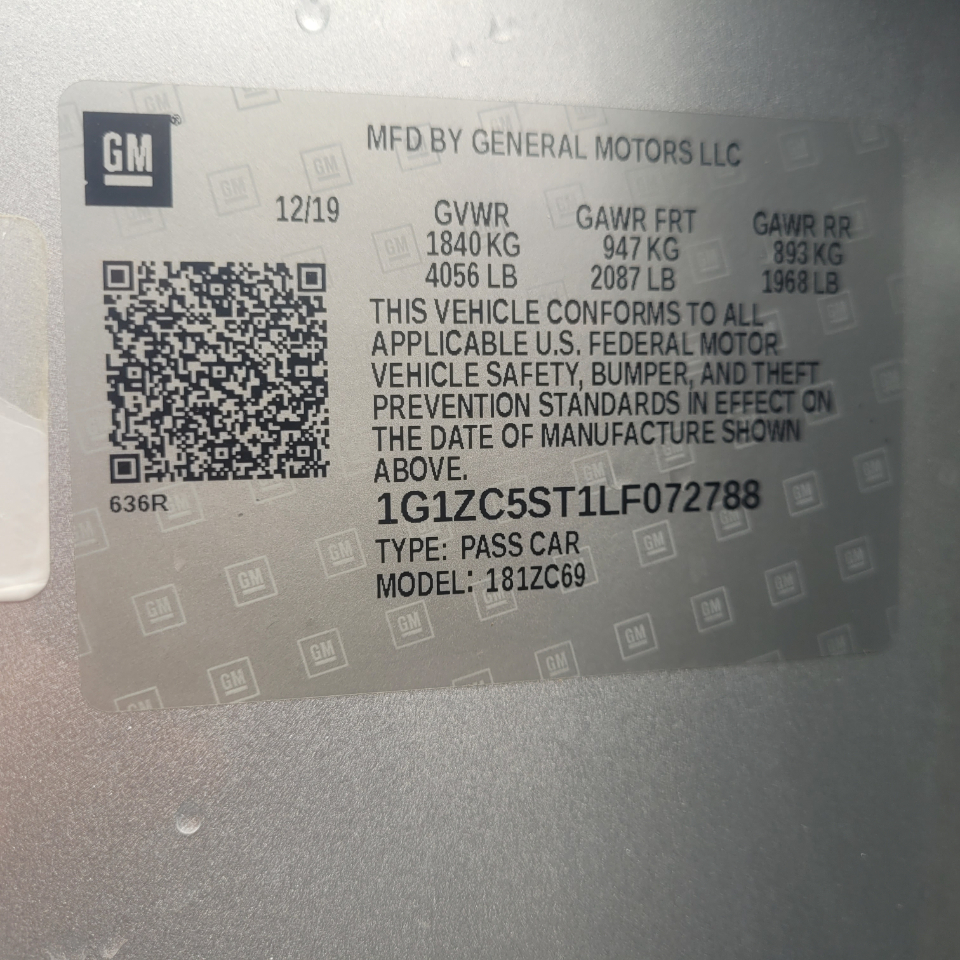 GM
MFD BY GENERAL MOTORS LLC
12/19
GVWR GAWR FRT GAWR RR
1840 KG 947 KG 893 KG
4056 LB 2087 LB 1968 LB
THIS VEHICLE CONFORMS TO ALL
APPLICABLE U.S. FEDERAL MOTOR
VEHICLE SAFETY, BUMPER, AND THEFT
PREVENTION STANDARDS IN EFFECT ON
THE DATE OF MANUFACTURE SHOWN
ABOVE.
636R
1G1ZC5ST1LF072788
TYPE: PASS CAR
MODEL: 181ZC69